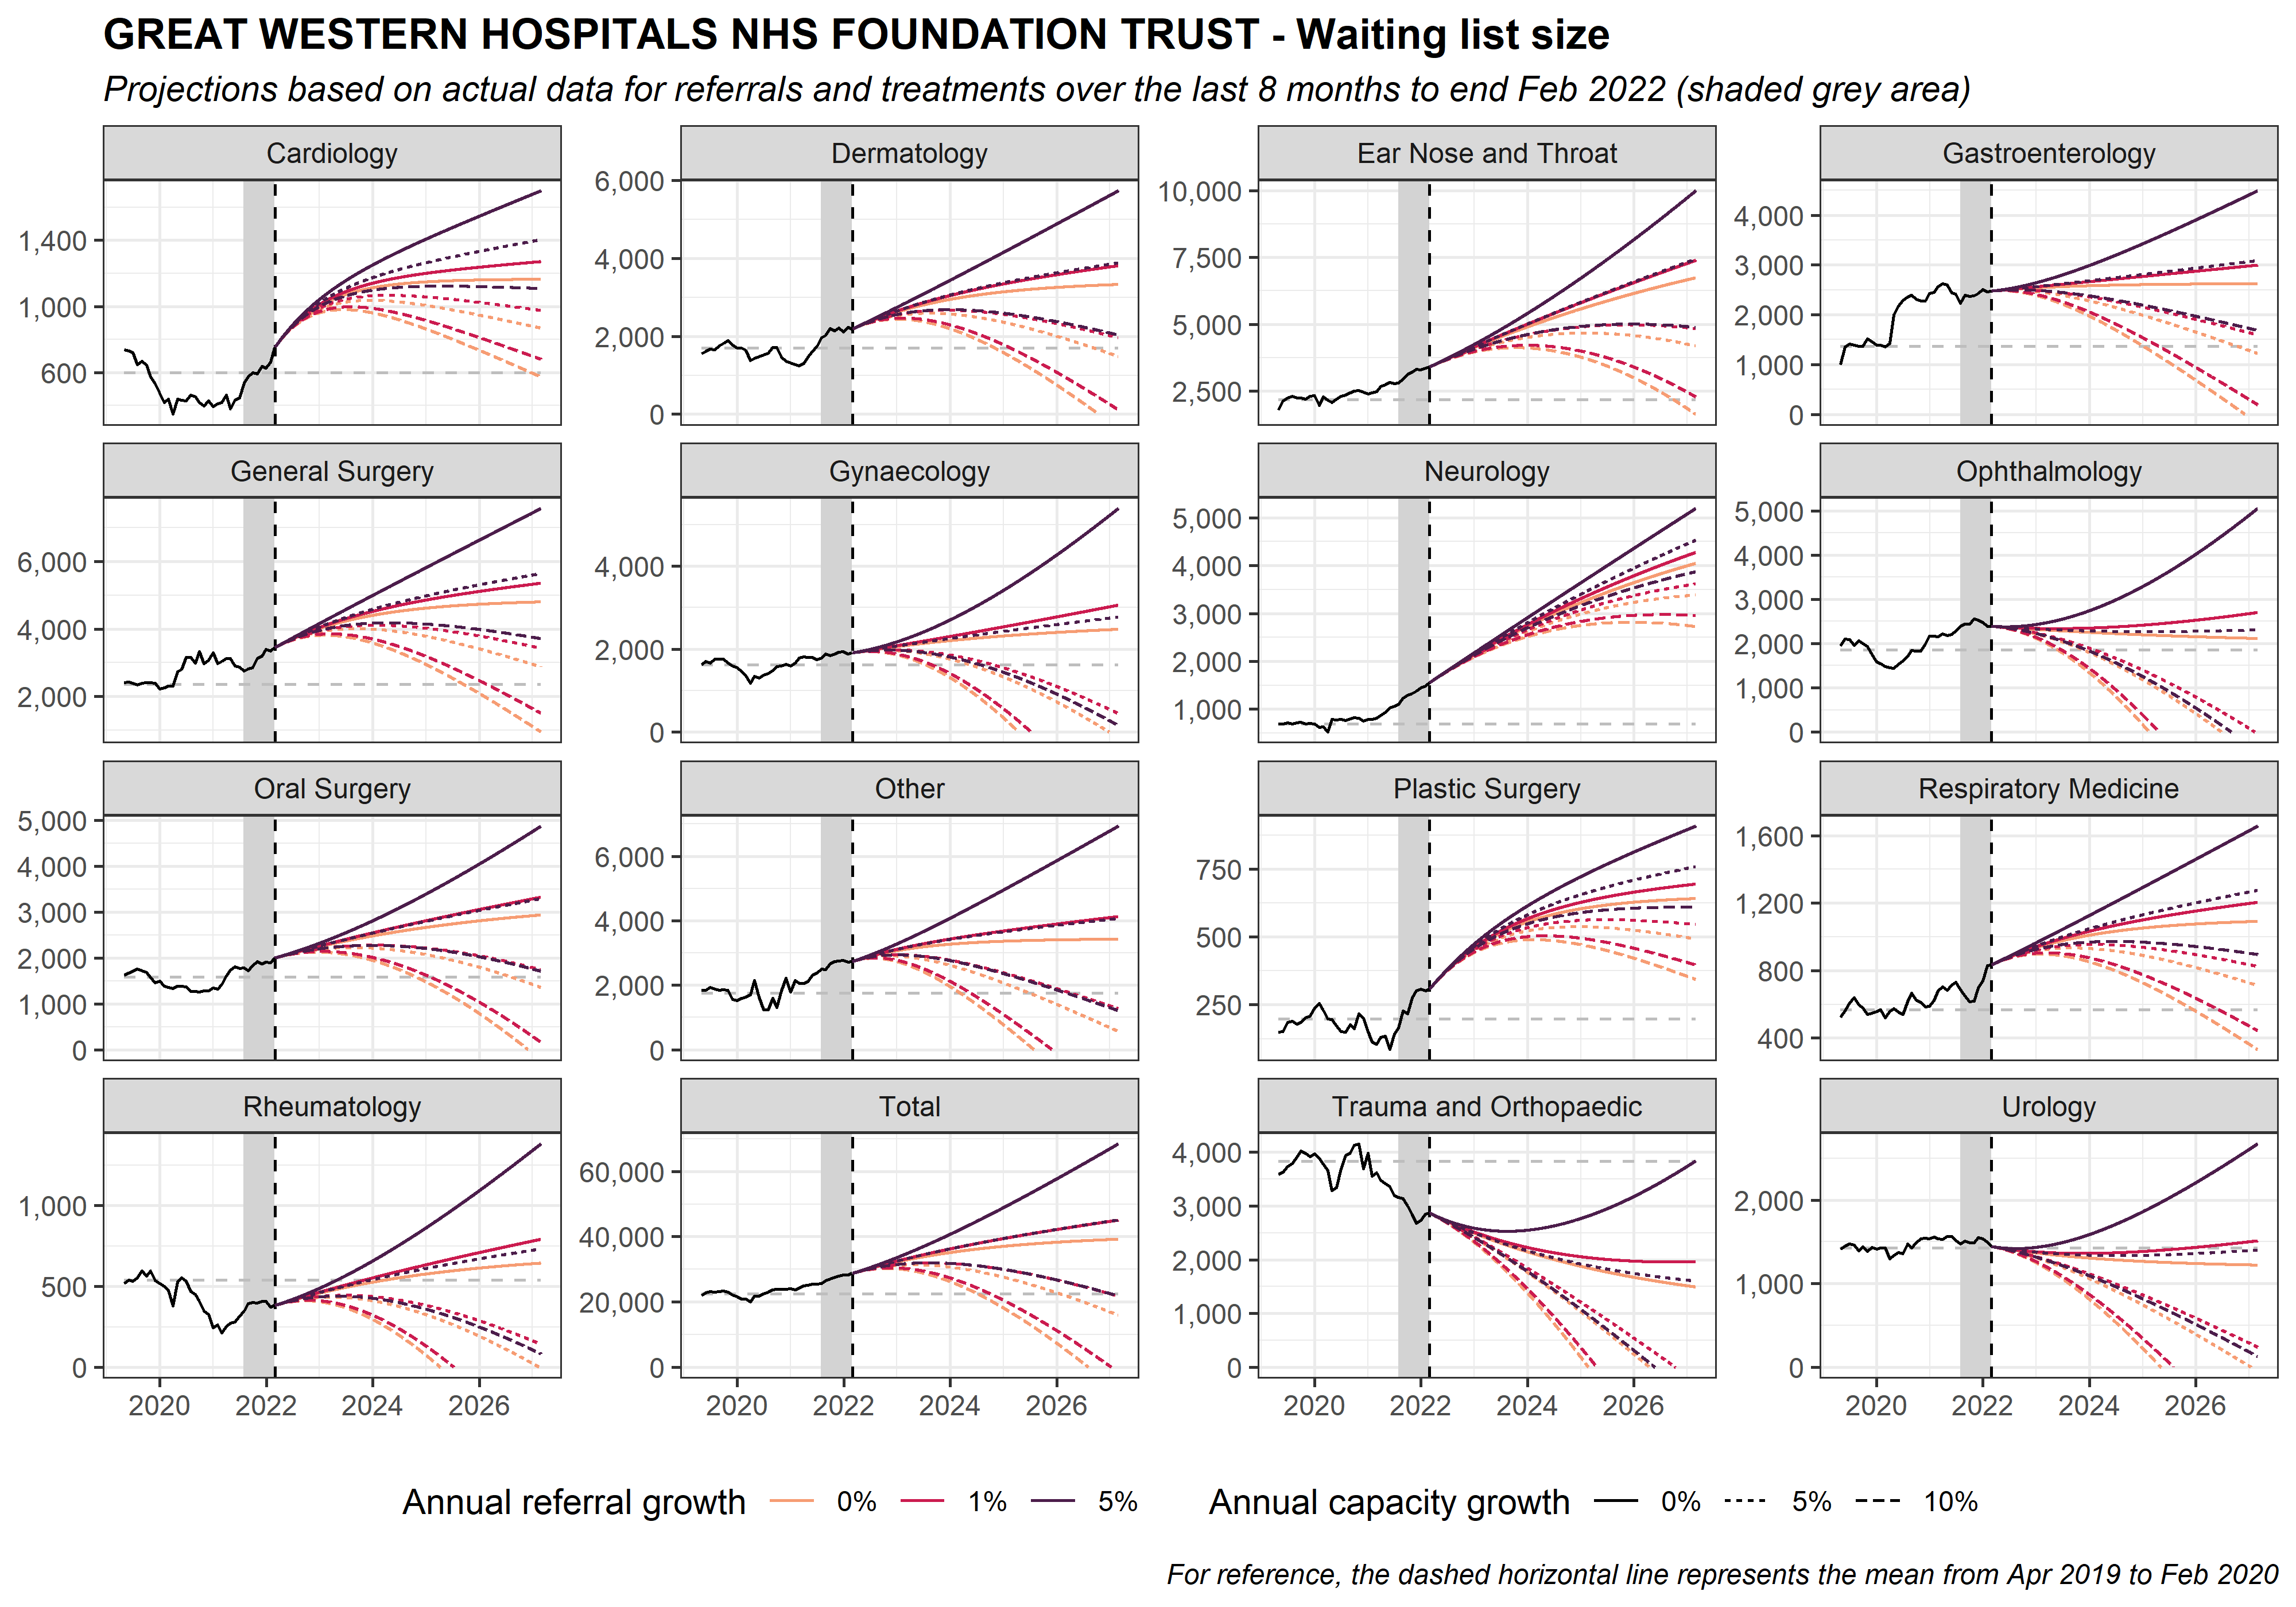 GREAT WESTERN HOSPITALS NHS FOUNDATION TRUST - Waiting list size
Projections based on actual data for referrals and treatments over the last 8 months to end Feb 2022 (shaded grey area)
Cardiology
1,400
1,000
600
Dermatology
6,000
4,000
2,000
0
Ear Nose and Throat
10,000
7,500
5,000
2,500
Gastroenterology
4,000
3,000
2,000
1,000
0
General Surgery
6,000
4,000
2,000
Gynaecology
4,000
2,000
0
Neurology
5,000
4,000
3,000
2,000
1,000
Ophthalmology
5,000
4,000
3,000
2,000
1,000
0
Oral Surgery
5,000
4,000
3,000
2,000
1,000
0
Other
6,000
4,000
2,000
0
Plastic Surgery
750
500
250
Respiratory Medicine
1,600
1,200
800
400
Rheumatology
1,000
500
0
2020 2022 2024 2026
Total
60,000
40,000
20,000
0
2020 2022 2024 2026
Trauma and Orthopaedic
4,000
3,000
2,000
1,000
0
2020 2022 2024 2026
Urology
2,000
1,000
0
2020 2022 2024 2026
Annual referral growth 0% 1% 5%
Annual capacity growth 0% 5% 10%
For reference, the dashed horizontal line represents the mean from Apr 2019 to Feb 2020